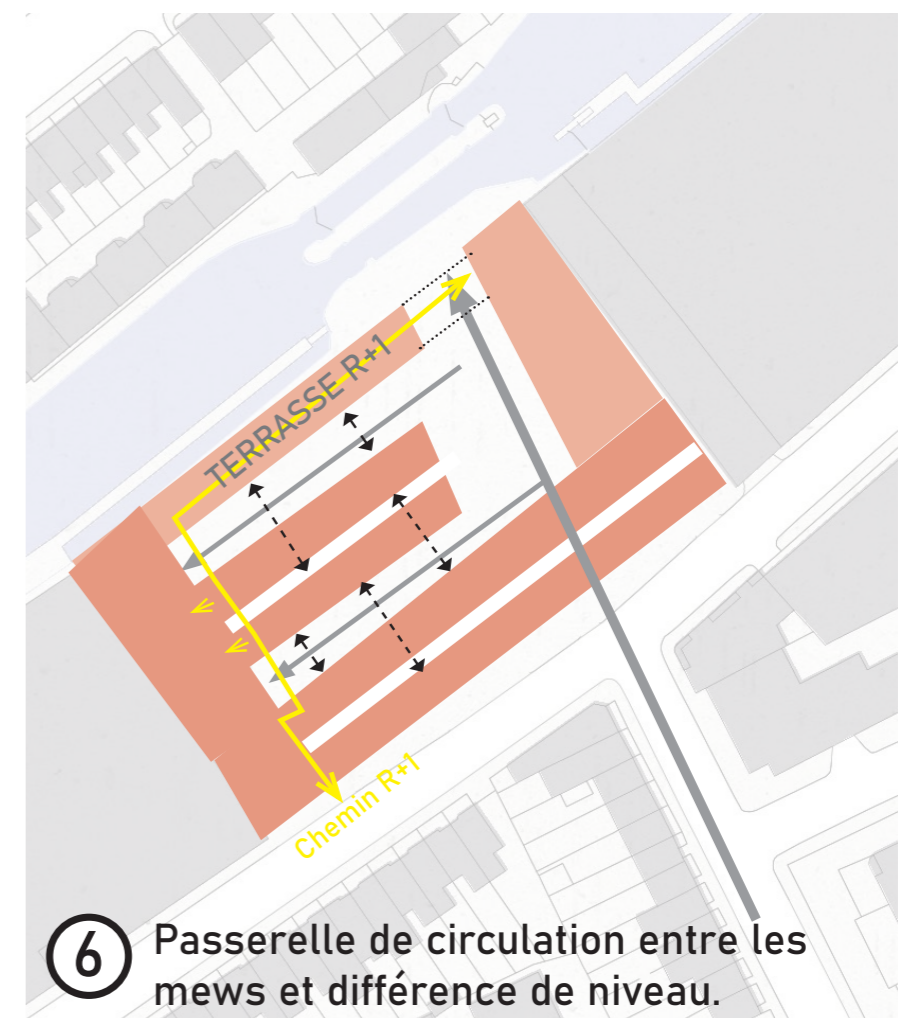 TERRASSE R+1
Chemin R+1
6
Passerelle de circulation entre les
mews et différence de niveau.